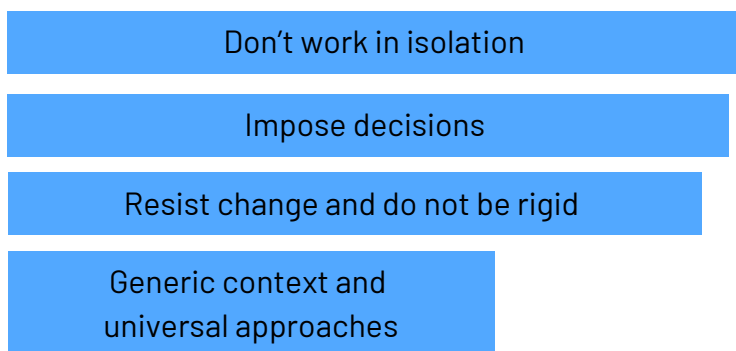 Don’t work in isolation
Impose decisions
Resist change and do not be rigid
Generic context and
universal approaches